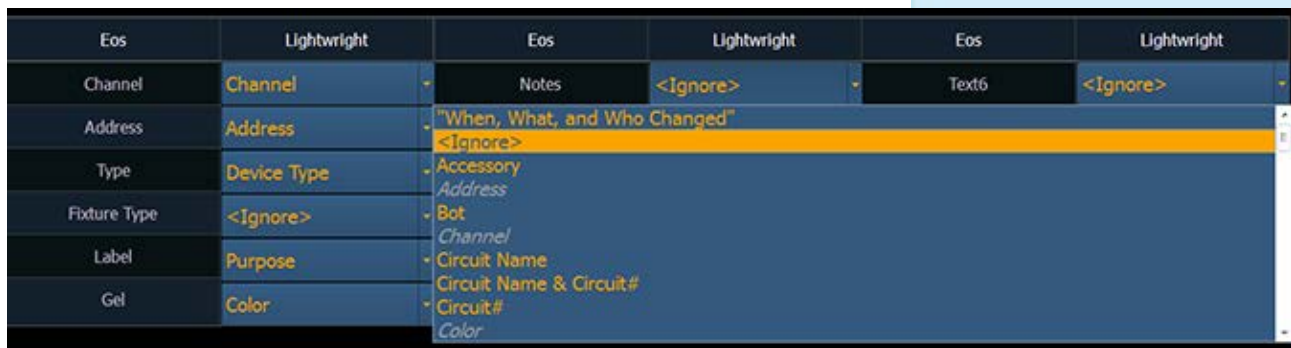 Eos Lightwright Eos Lightwright Eos Lightwright
Channel Channel Notes <Ignore> Text6 <Ignore>
Address Address
Type Device Type
Fixture Type <Ignore>
Label Purpose
Gel Color
"When, What, and Who Changed"
<Ignore>
Accessory
Address
Bot
Channel
Circuit Name
Circuit Name & Circuit#
Circuit#
Color